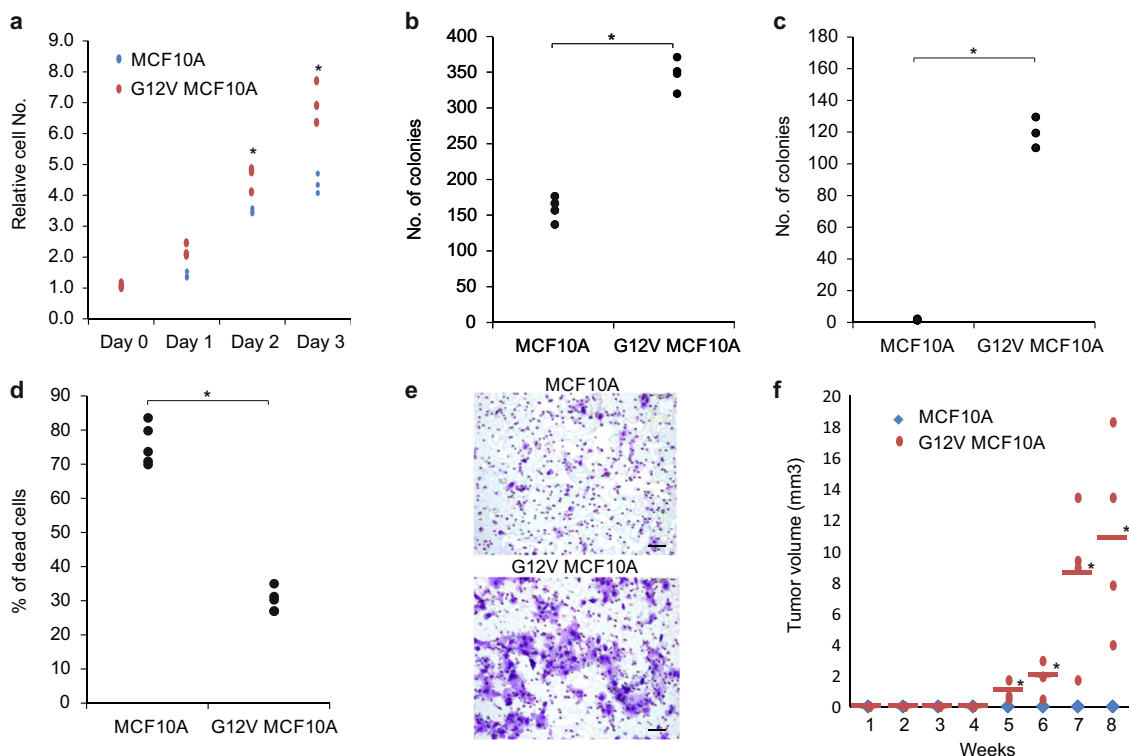 a
9.0
8.0
7.0
6.0
5.0
4.0
3.0
2.0
1.0
0.0
Relative cell No.
MCF10A
G12V MCF10A
*
*
Day 0 Day 1 Day 2 Day 3
b
400
350
300
250
200
150
100
50
0
No. of colonies
*
MCF10A G12V MCF10A
c
180
160
140
120
100
80
60
40
20
0
No. of colonies
*
MCF10A G12V MCF10A
d
90
80
70
60
50
40
30
20
10
0
% of dead cells
*
MCF10A G12V MCF10A
e
MCF10A
G12V MCF10A
f
20
18
16
14
12
10
8
6
4
2
0
Tumor volume (mm3)
MCF10A
G12V MCF10A
*
*
*
*
1 2 3 4 5 6 7 8
Weeks